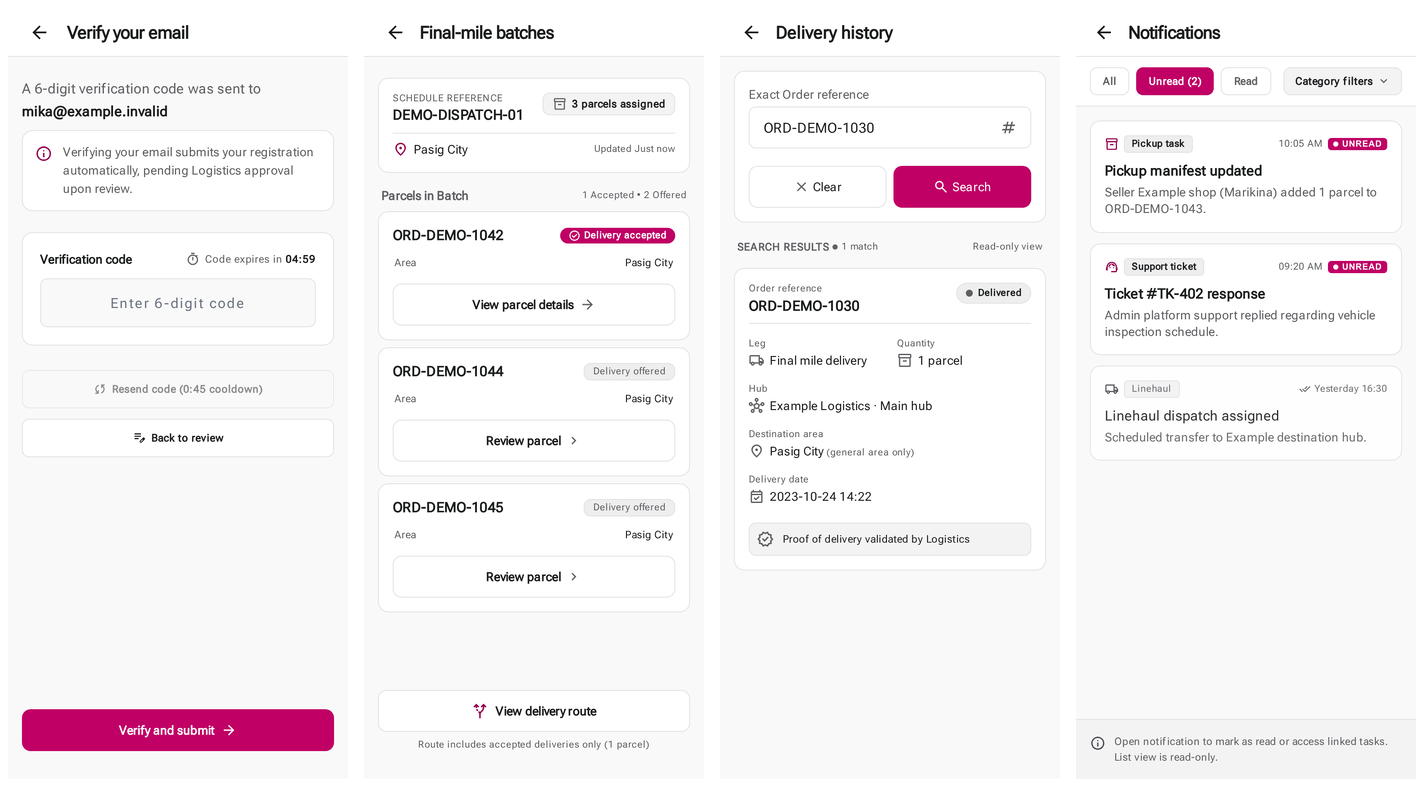 Verify your email
A 6-digit verification code was sent to
mika@example.invalid
Verifying your email submits your registration
automatically, pending Logistics approval
upon review.
Verification code
Code expires in 04:59
Enter 6-digit code
Resend code (0:45 cooldown)
Back to review
Verify and submit
Final-mile batches
SCHEDULE REFERENCE
DEMO-DISPATCH-01
3 parcels assigned
Pasig City
Updated Just now
Parcels in Batch
1 Accepted • 2 Offered
ORD-DEMO-1042
Delivery accepted
Area
Pasig City
View parcel details
ORD-DEMO-1044
Delivery offered
Area
Pasig City
Review parcel
ORD-DEMO-1045
Delivery offered
Area
Pasig City
Review parcel
View delivery route
Route includes accepted deliveries only (1 parcel)
Delivery history
Exact Order reference
ORD-DEMO-1030
#
Clear
Search
SEARCH RESULTS • 1 match
Read-only view
Order reference
ORD-DEMO-1030
Delivered
Leg
Final mile delivery
Quantity
1 parcel
Hub
Example Logistics · Main hub
Destination area
Pasig City (general area only)
Delivery date
2023-10-24 14:22
Proof of delivery validated by Logistics
Notifications
All
Unread (2)
Read
Category filters
Pickup task
10:05 AM
UNREAD
Pickup manifest updated
Seller Example shop (Marikina) added 1 parcel to
ORD-DEMO-1043.
Support ticket
09:20 AM
UNREAD
Ticket #TK-402 response
Admin platform support replied regarding vehicle
inspection schedule.
Linehaul
Yesterday 16:30
Linehaul dispatch assigned
Scheduled transfer to Example destination hub.
Open notification to mark as read or access linked tasks.
List view is read-only.